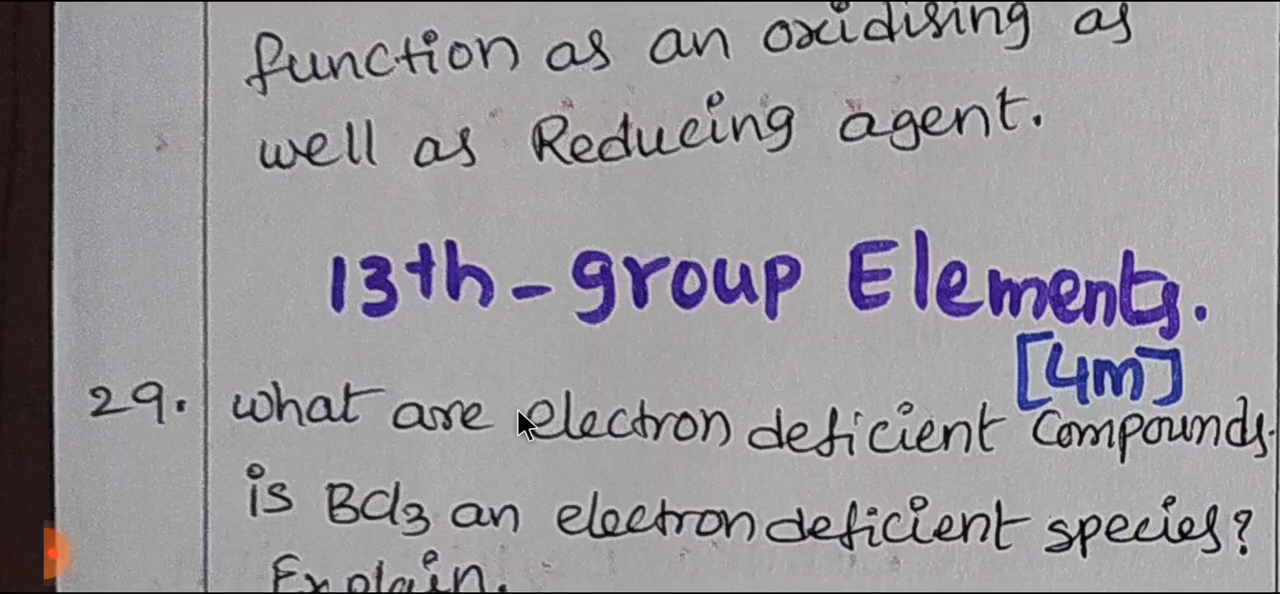 function as an oxidising as
well as Reducing agent.
13th-group Elements.
[4m]
29. what are electron deficient Compounds.
is BCl3 an electron deficient species?
Explain.